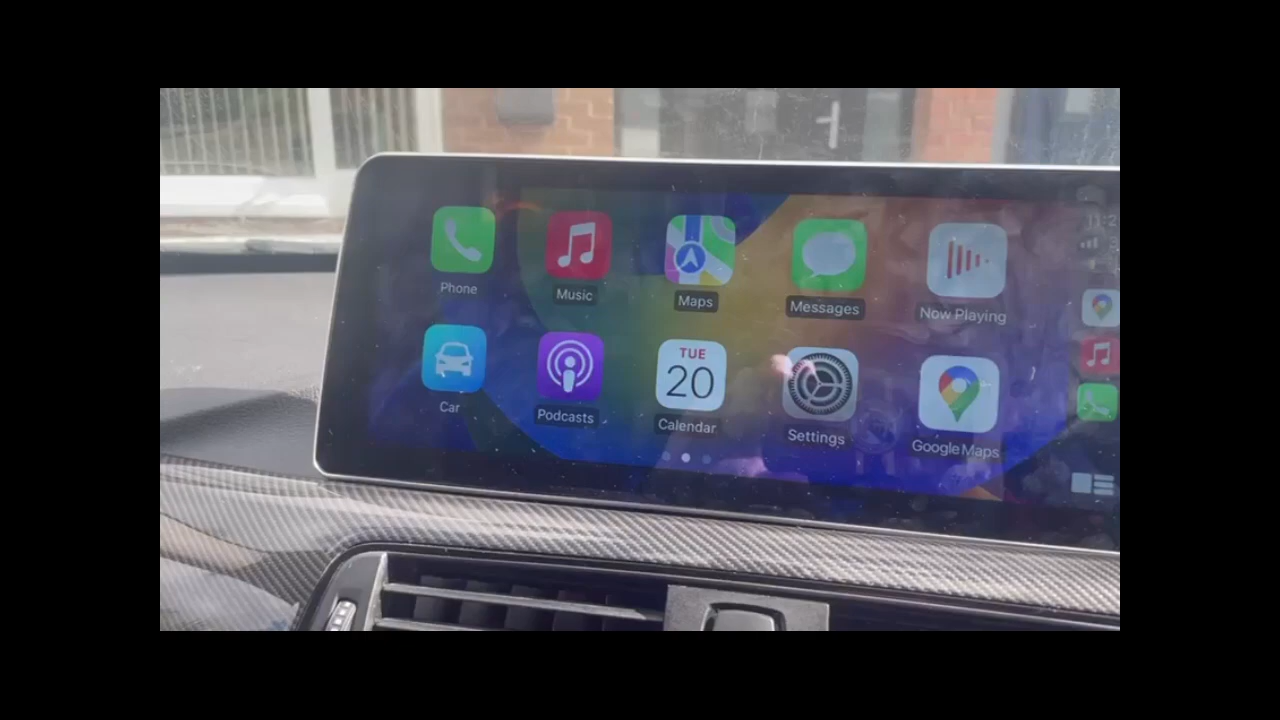 Phone
Music
Maps
Messages
Now Playing
Car
Podcasts
TUE
20
Calendar
Settings
Google Maps